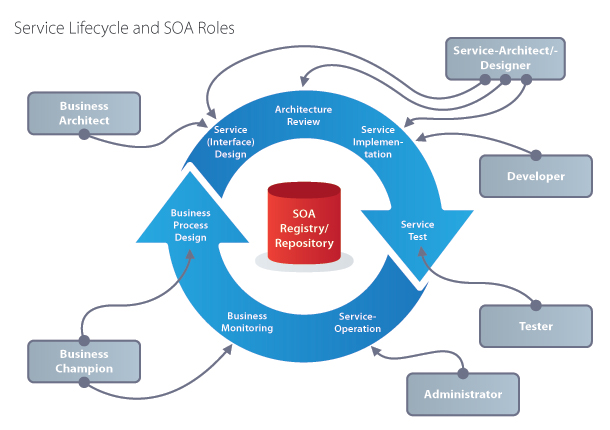 Service Lifecycle and SOA Roles
Service-Architect/-
Designer
Business
Architect
Architecture
Review
Service
(Interface)
Design
Service
Implemen-
tation
Developer
Business
Process
Design
SOA
Registry/
Repository
Service
Test
Business
Monitoring
Service-
Operation
Tester
Business
Champion
Administrator